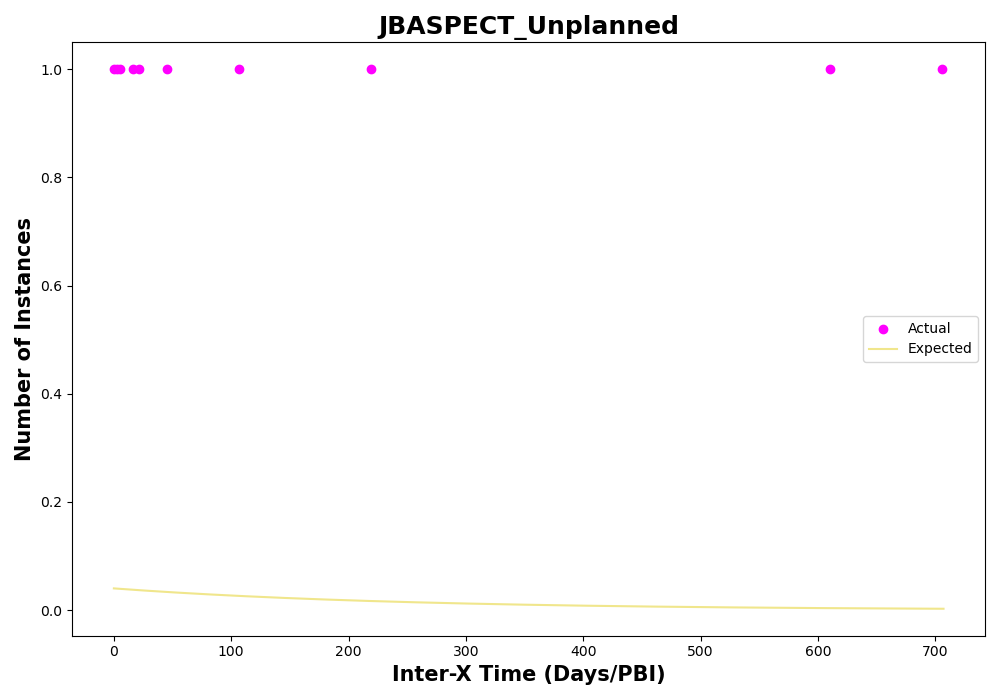 JBASPECT_Unplanned
Number of Instances
1.0
0.8
0.6
0.4
0.2
0.0
Actual
Expected
0 100 200 300 400 500 600 700
Inter-X Time (Days/PBI)